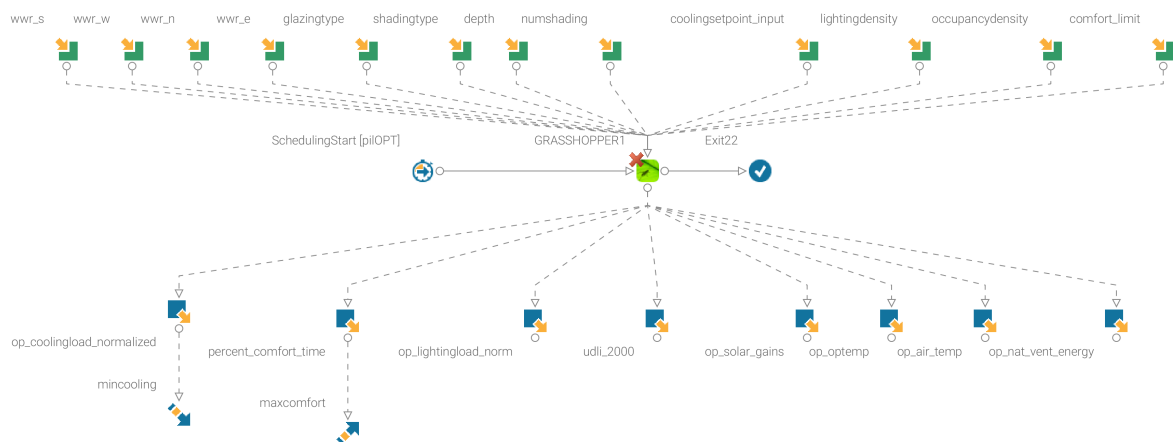 wwr_s wwr_w wwr_n wwr_e glazingtype shadingtype depth numshading coolingsetpoint_input lightingdensity occupancydensity comfort_limit
SchedulingStart [pilOPT] GRASSHOPPER1 Exit22
op_coolingload_normalized percent_comfort_time op_lightingload_norm udli_2000 op_solar_gains op_optemp op_air_temp op_nat_vent_energy
mincooling
maxcomfort